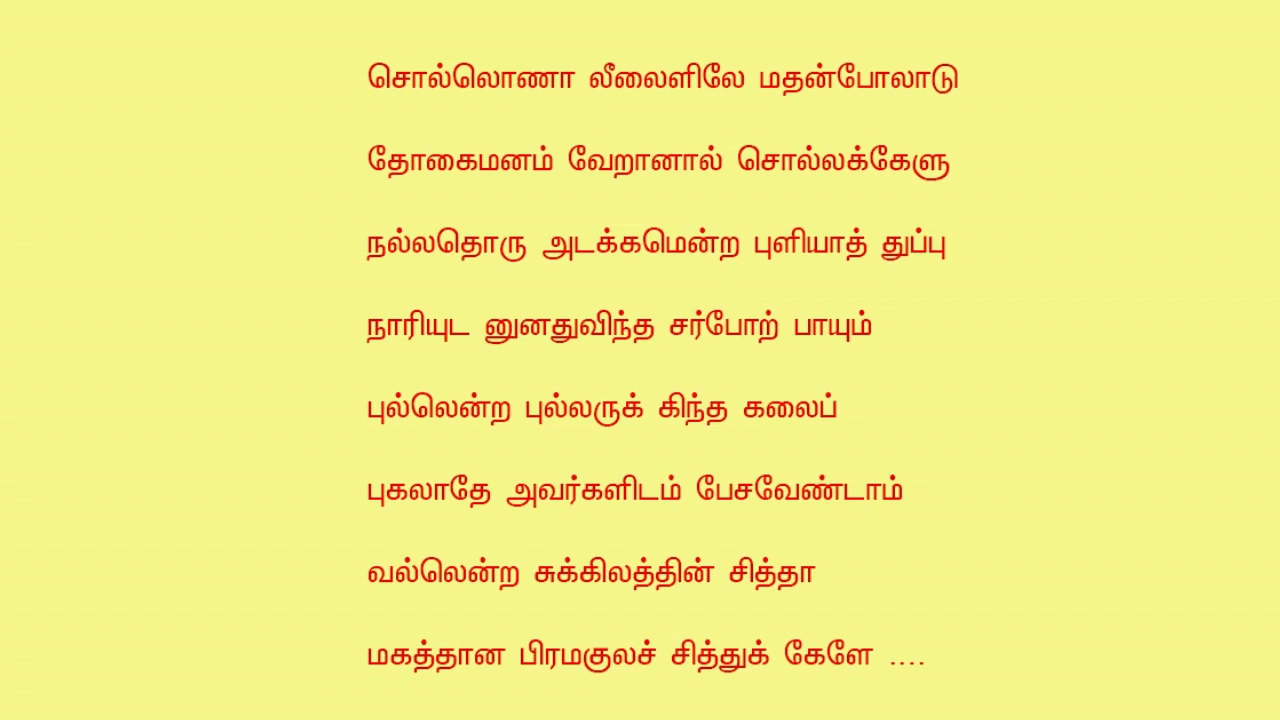 சொல்லொணா லீலைளிலே மதன்போலாடு
தோகைமனம் வேறானால் சொல்லக்கேளு
நல்லதொரு அடக்கமென்ற புளியாத் துப்பு
நாரியுட னுனதுவிந்த சர்போற் பாயும்
புல்லென்ற புல்லருக் கிந்த கலைப்
புகலாதே அவர்களிடம் பேசவேண்டாம்
வல்லென்ற சுக்கிலத்தின் சித்தா
மகத்தான பிரமகுலச் சித்துக் கேளே ....